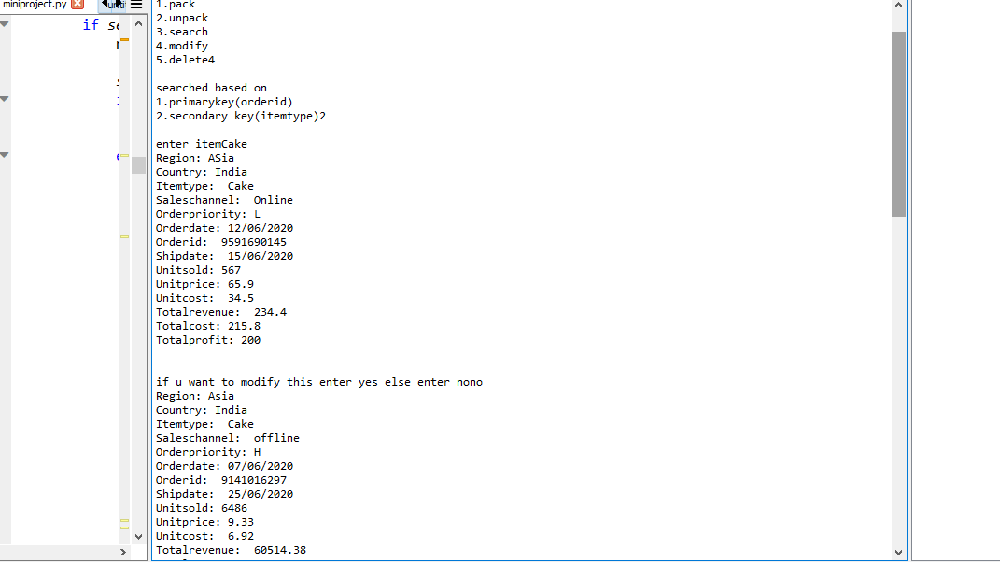 miniproject.py
if
1.pack
2.unpack
3.search
4.modify
5.delete4
searched based on
1.primarykey(orderid)
2.secondary key(itemtype)2
enter itemCake
Region: ASia
Country: India
Itemtype:  Cake
Saleschannel:  Online
Orderpriority: L
Orderdate: 12/06/2020
Orderid:  9591690145
Shipdate:  15/06/2020
Unitsold: 567
Unitprice: 65.9
Unitcost:  34.5
Totalrevenue:  234.4
Totalcost: 215.8
Totalprofit: 200
if u want to modify this enter yes else enter nono
Region: Asia
Country: India
Itemtype:  Cake
Saleschannel:  offline
Orderpriority: H
Orderdate: 07/06/2020
Orderid:  9141016297
Shipdate:  25/06/2020
Unitsold: 6486
Unitprice: 9.33
Unitcost:  6.92
Totalrevenue:  60514.38